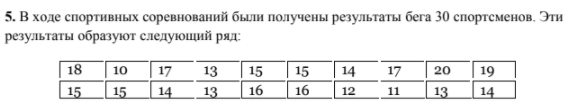 5. В ходе спортивных соревнований были получены результаты бега 30 спортсменов. Эти
результаты образуют следующий ряд:
18 10 17 13 15 15 14 17 20 19
15 15 14 13 16 16 12 11 13 14